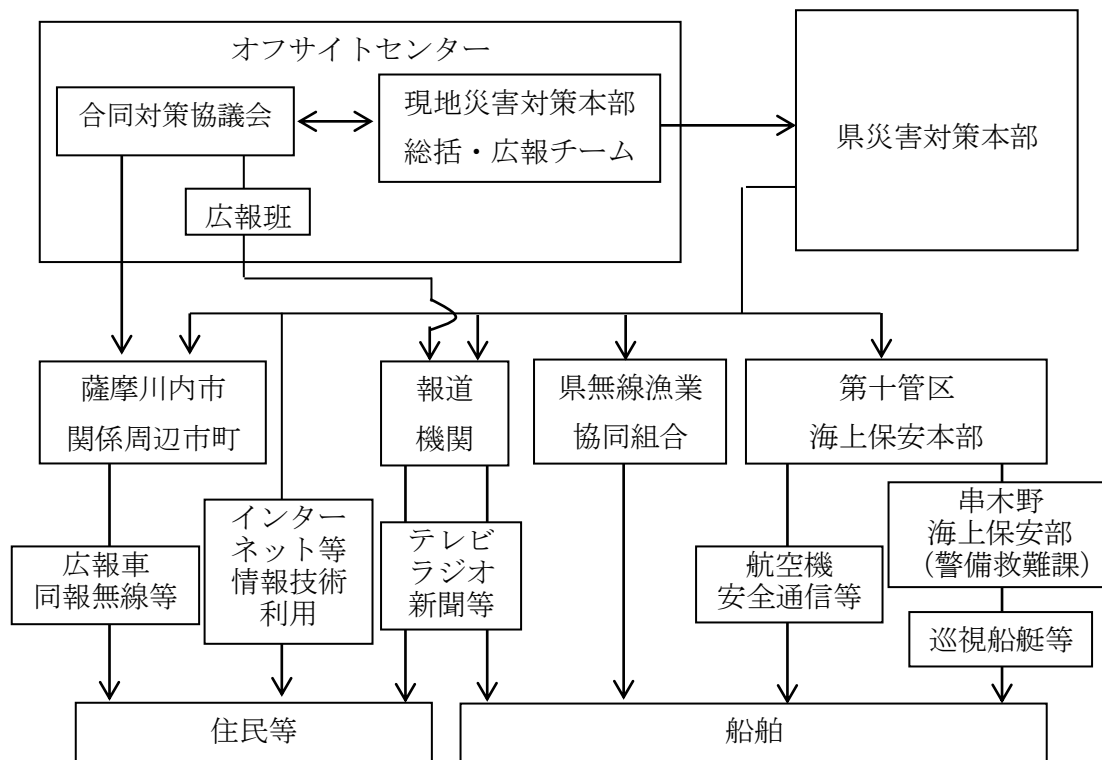 オフサイトセンター
合同対策協議会
現地災害対策本部
総括・広報チーム
県災害対策本部
広報班
薩摩川内市
関係周辺市町
報道
機関
県無線漁業
協同組合
第十管区
海上保安本部
広報車
同報無線等
インター
ネット等
情報技術
利用
テレビ
ラジオ
新聞等
航空機
安全通信等
串木野
海上保安部
(警備救難課)
巡視船艇等
住民等
船舶